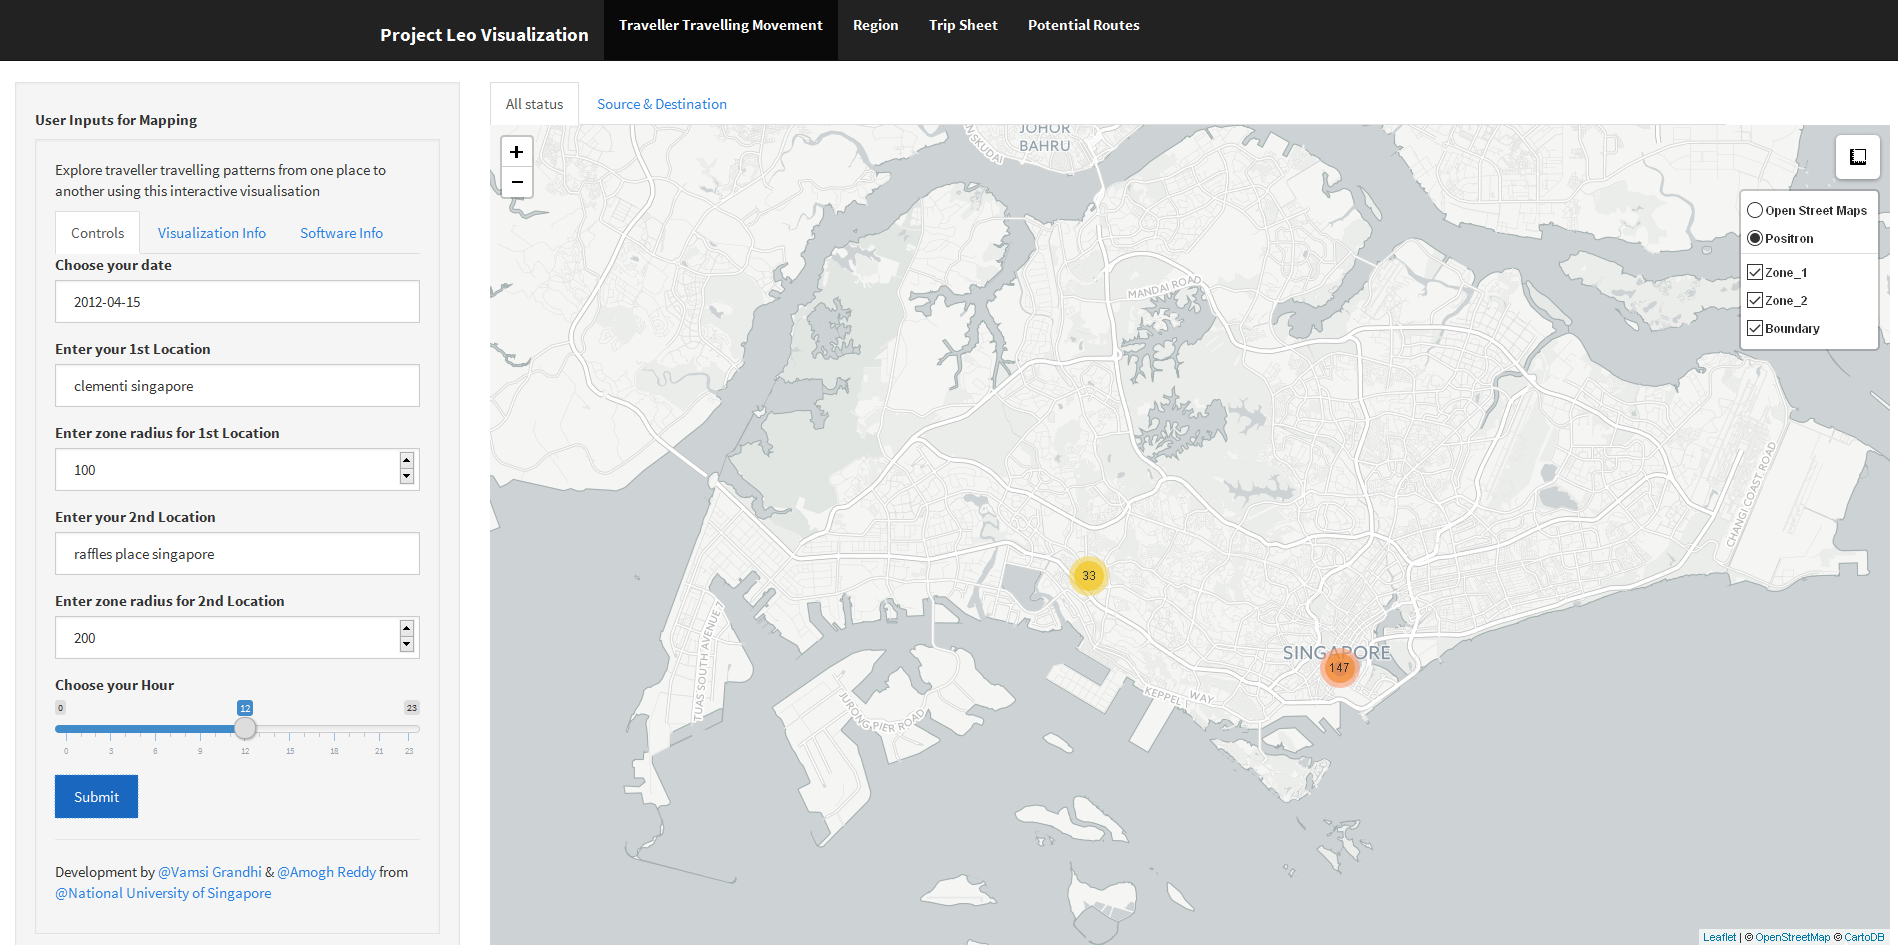 Project Leo Visualization
Traveller Travelling Movement
Region
Trip Sheet
Potential Routes
User Inputs for Mapping
Explore traveller travelling patterns from one place to
another using this interactive visualisation
Controls
Visualization Info
Software Info
Choose your date
2012-04-15
Enter your 1st Location
clementi singapore
Enter zone radius for 1st Location
100
Enter your 2nd Location
raffles place singapore
Enter zone radius for 2nd Location
200
Choose your Hour
0
12
23
0 3 6 9 12 15 18 21 23
Submit
Development by @Vamsi Grandhi & @Amogh Reddy from
@National University of Singapore
All status
Source & Destination
+
−
JOHOR
BAHRU
N SKUDAI
Open Street Maps
Positron
Zone_1
Zone_2
Boundary
MANDAI ROAD
CHANGI COAST ROAD
33
SINGAPORE
147
TUAS SOUTH AVENUE 7
JURONG PIER ROAD
KEPPEL WAY
Leaflet | © OpenStreetMap © CartoDB